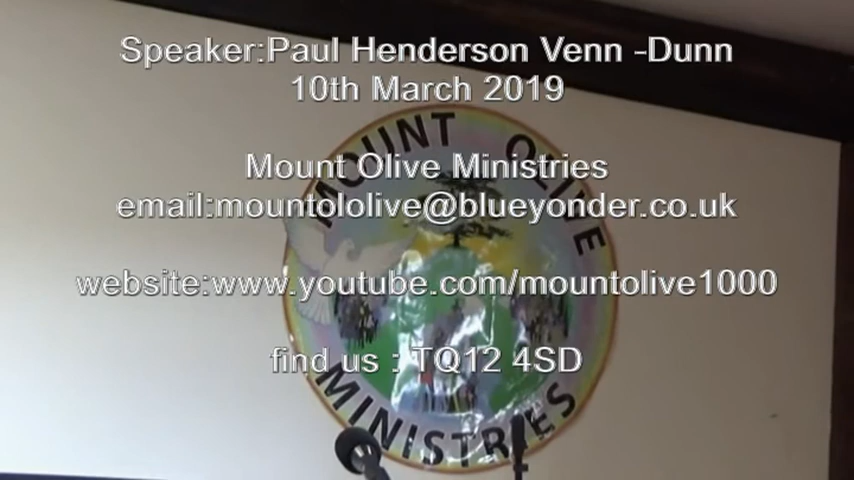 Speaker:Paul Henderson Venn -Dunn
10th March 2019
Mount Olive Ministries
email:mountololive@blueyonder.co.uk
website:www.youtube.com/mountolive1000
find us : TQ12 4SD
MOUNT OLIVE
MINISTRIES